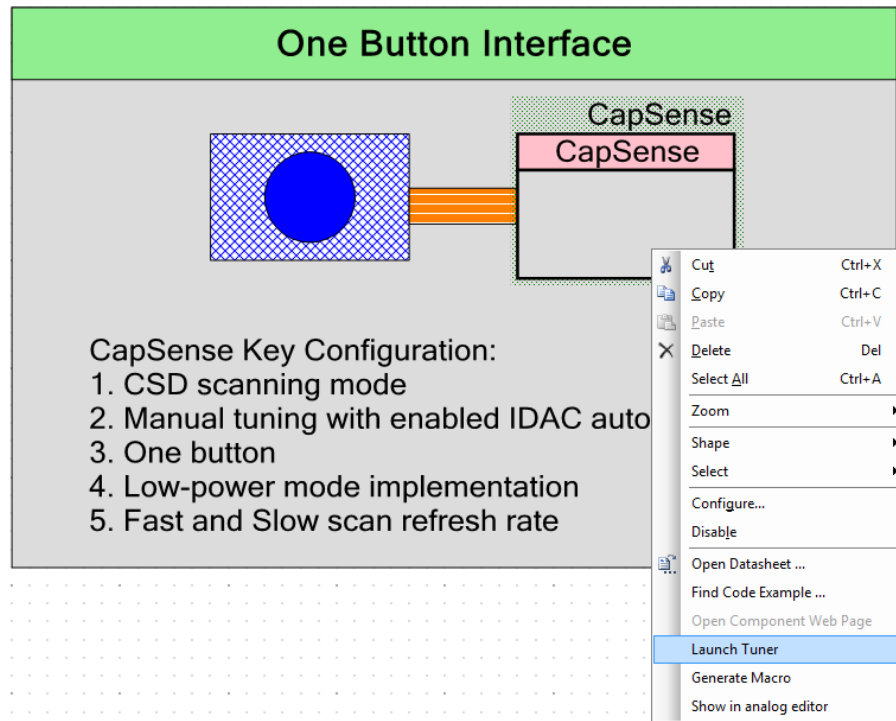 One Button Interface
CapSense
CapSense
CapSense Key Configuration:
1. CSD scanning mode
2. Manual tuning with enabled IDAC auto
3. One button
4. Low-power mode implementation
5. Fast and Slow scan refresh rate
Cut Ctrl+X
Copy Ctrl+C
Paste Ctrl+V
Delete Del
Select All Ctrl+A
Zoom
Shape
Select
Configure...
Disable
Open Datasheet ...
Find Code Example ...
Open Component Web Page
Launch Tuner
Generate Macro
Show in analog editor